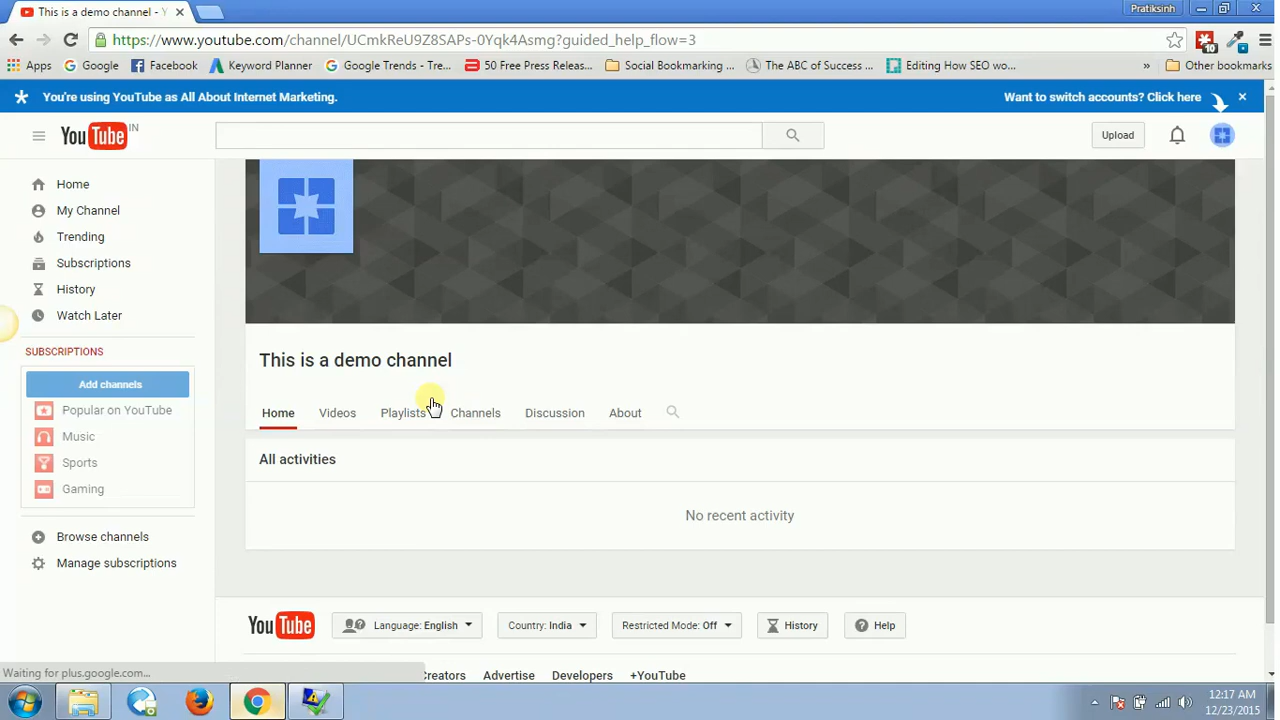 This is a demo channel - Y
Pratiksinh
https://www.youtube.com/channel/UCmkReU9Z8SAPs-0Yqk4Asmg?guided_help_flow=3
10
Apps
Google
Facebook
Keyword Planner
Google Trends - Tre...
50 Free Press Releas...
Social Bookmarking ...
The ABC of Success ...
Editing How SEO wo...
»
Other bookmarks
You're using YouTube as All About Internet Marketing.
Want to switch accounts? Click here
YouTube IN
Upload
Home
My Channel
Trending
Subscriptions
History
Watch Later
SUBSCRIPTIONS
Add channels
Popular on YouTube
Music
Sports
Gaming
Browse channels
Manage subscriptions
This is a demo channel
Home
Videos
Playlists
Channels
Discussion
About
All activities
No recent activity
YouTube
Language: English
Country: India
Restricted Mode: Off
History
Help
Waiting for plus.google.com...
Creators
Advertise
Developers
+YouTube
12:17 AM
12/23/2015